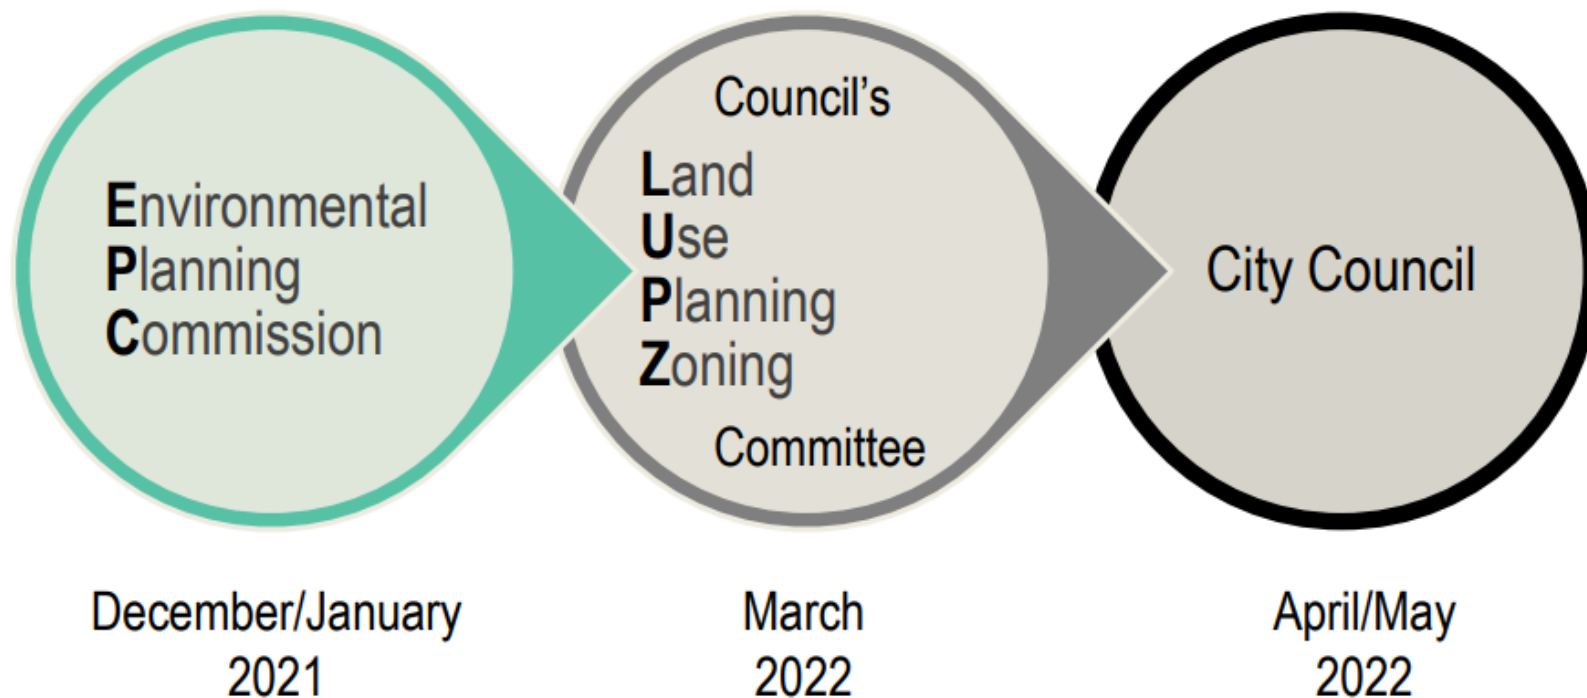 Environmental
Planning
Commission
Council's
Land
Use
Planning
Zoning
Committee
City Council
December/January
2021
March
2022
April/May
2022